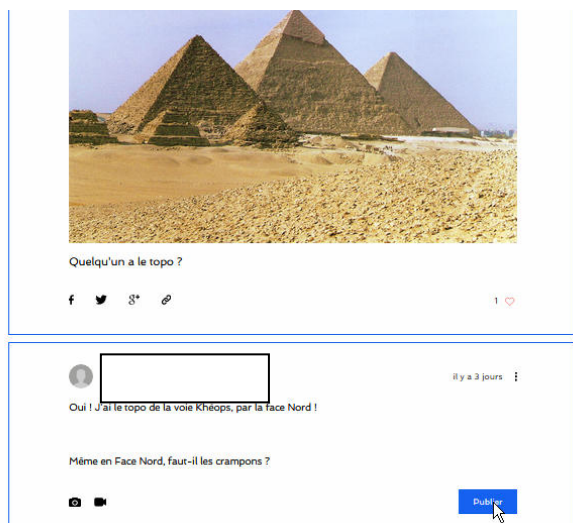 Quelqu'un a le topo ?
1
il y a 3 jours
Oui ! J'ai le topo de la voie Khéops, par la face Nord !
Même en Face Nord, faut-il les crampons ?
Publier